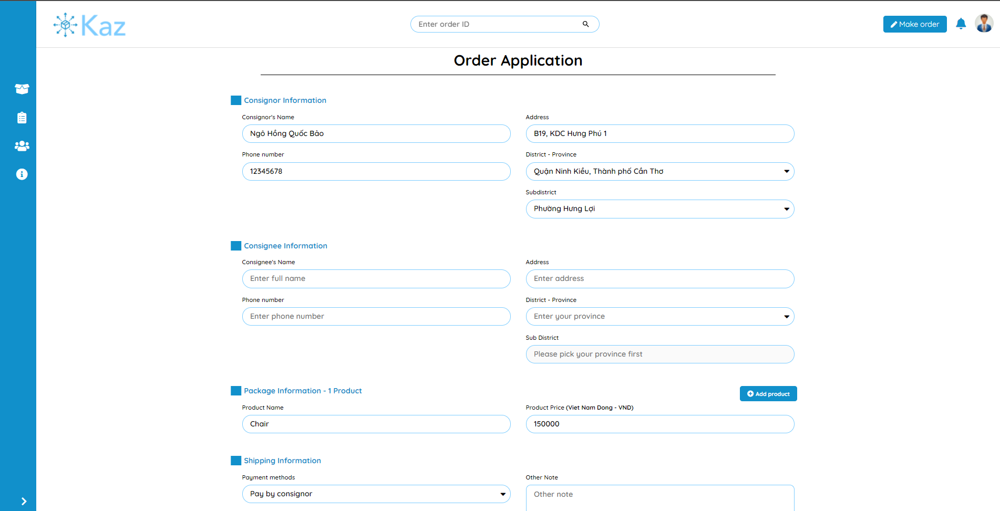 Kaz
Enter order ID
Make order
Order Application
Consignor Information
Consignor's Name
Address
Ngô Hồng Quốc Bảo
B19, KDC Hưng Phú 1
Phone number
District - Province
12345678
Quận Ninh Kiều, Thành phố Cần Thơ
Subdistrict
Phường Hưng Lợi
Consignee Information
Consignee's Name
Address
Enter full name
Enter address
Phone number
District - Province
Enter phone number
Enter your province
Sub District
Please pick your province first
Package Information - 1 Product
Add product
Product Name
Product Price (Viet Nam Dong - VND)
Chair
150000
Shipping Information
Payment methods
Other Note
Pay by consignor
Other note